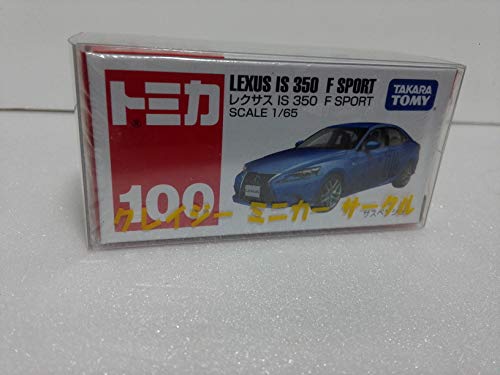 トミカ
LEXUS IS 350 F SPORT
レクサス IS 350 F SPORT
SCALE 1/65
TAKARA
TOMY
100
クレイジー ミニカー サークル